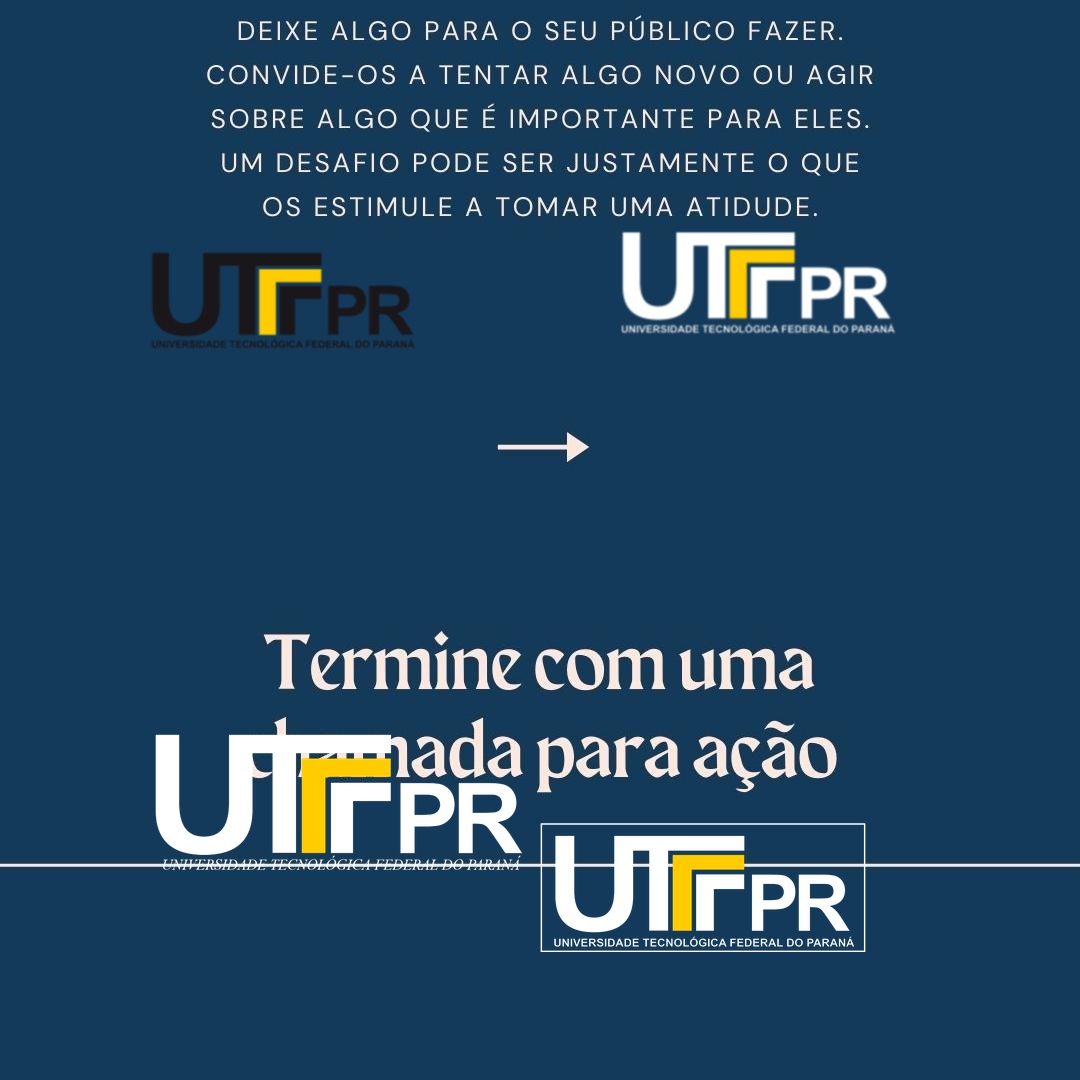 DEIXE ALGO PARA O SEU PÚBLICO FAZER.
CONVIDE-OS A TENTAR ALGO NOVO OU AGIR
SOBRE ALGO QUE É IMPORTANTE PARA ELES.
UM DESAFIO PODE SER JUSTAMENTE O QUE
OS ESTIMULE A TOMAR UMA ATIDUDE.
UTFPR
UNIVERSIDADE TECNOLÓGICA FEDERAL DO PARANÁ
UTFPR
UNIVERSIDADE TECNOLÓGICA FEDERAL DO PARANÁ
Termine com uma
chamada para ação
UTFPR
UNIVERSIDADE TECNOLÓGICA FEDERAL DO PARANÁ
UTFPR
UNIVERSIDADE TECNOLÓGICA FEDERAL DO PARANÁ